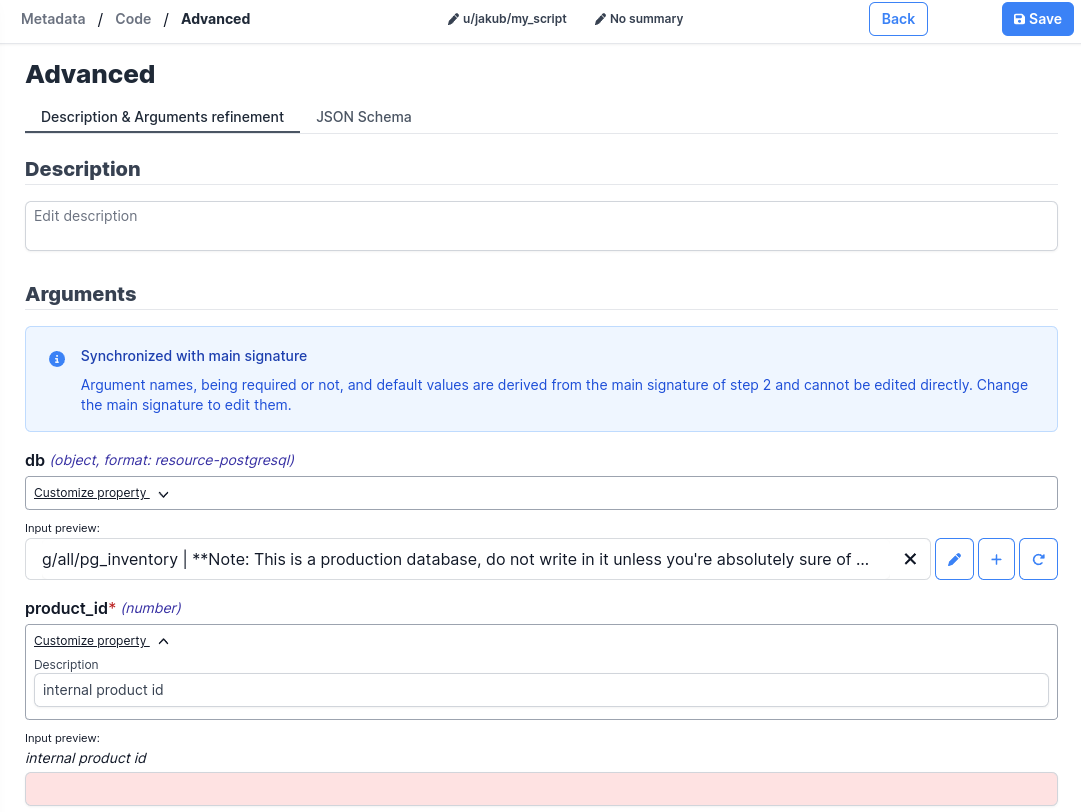 Metadata / Code / Advanced u/jakub/my_script No summary Back Save
Advanced
Description & Arguments refinement JSON Schema
Description
Edit description
Arguments
Synchronized with main signature
Argument names, being required or not, and default values are derived from the main signature of step 2 and cannot be edited directly. Change
the main signature to edit them.
db (object, format: resource-postgresql)
Customize property
Input preview:
g/all/pg_inventory | **Note: This is a production database, do not write in it unless you're absolutely sure of ...
product_id* (number)
Customize property
Description
internal product id
Input preview:
internal product id